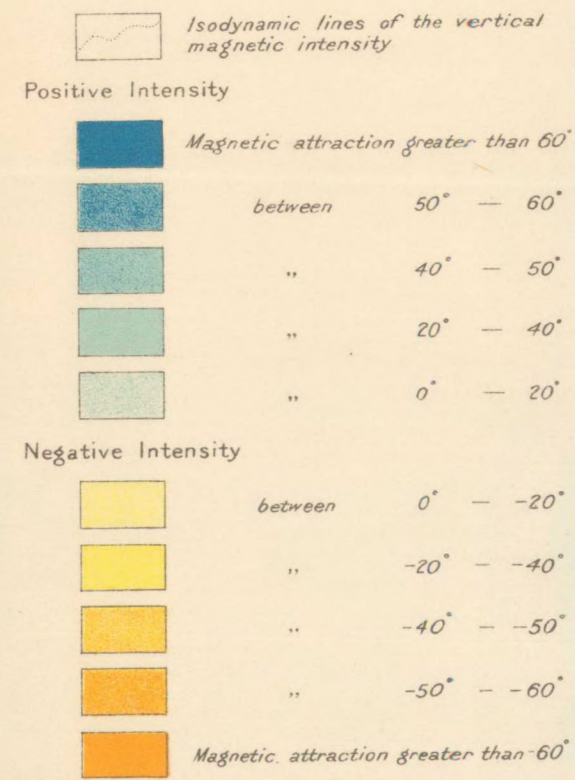 Isodynamic lines of the vertical
magnetic intensity
Positive Intensity
Magnetic attraction greater than 60°
between 50° — 60°
„ 40° — 50°
„ 20° — 40°
„ 0° — 20°
Negative Intensity
between 0° — -20°
„ -20° — -40°
„ -40° — -50°
„ -50° — -60°
Magnetic. attraction greater than -60°